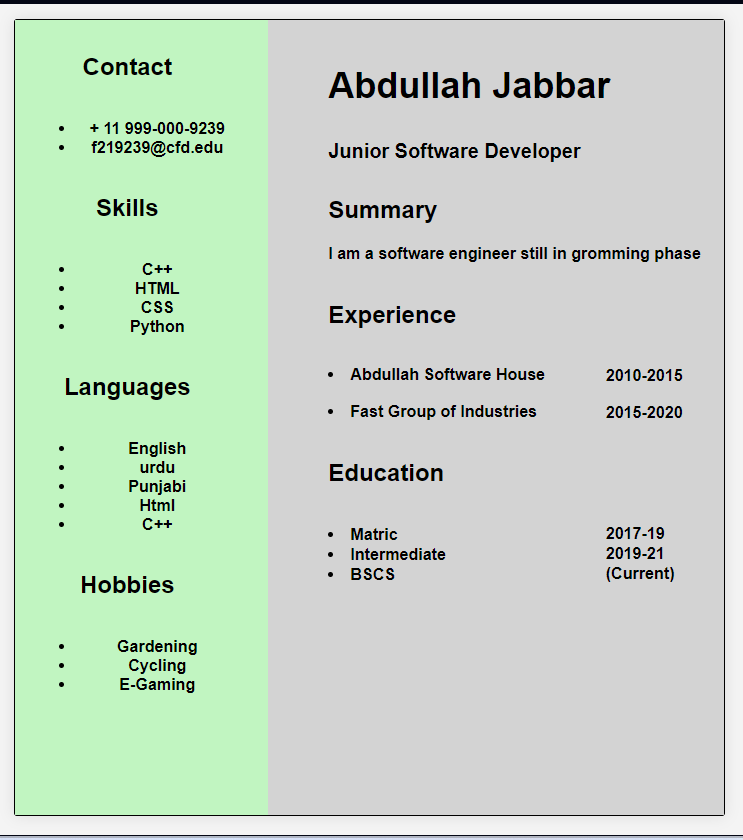 Contact
+ 11 999-000-9239
f219239@cfd.edu
Skills
C++
HTML
CSS
Python
Languages
English
urdu
Punjabi
Html
C++
Hobbies
Gardening
Cycling
E-Gaming
Abdullah Jabbar
Junior Software Developer
Summary
I am a software engineer still in gromming phase
Experience
Abdullah Software House 2010-2015
Fast Group of Industries 2015-2020
Education
Matric 2017-19
Intermediate 2019-21
BSCS (Current)